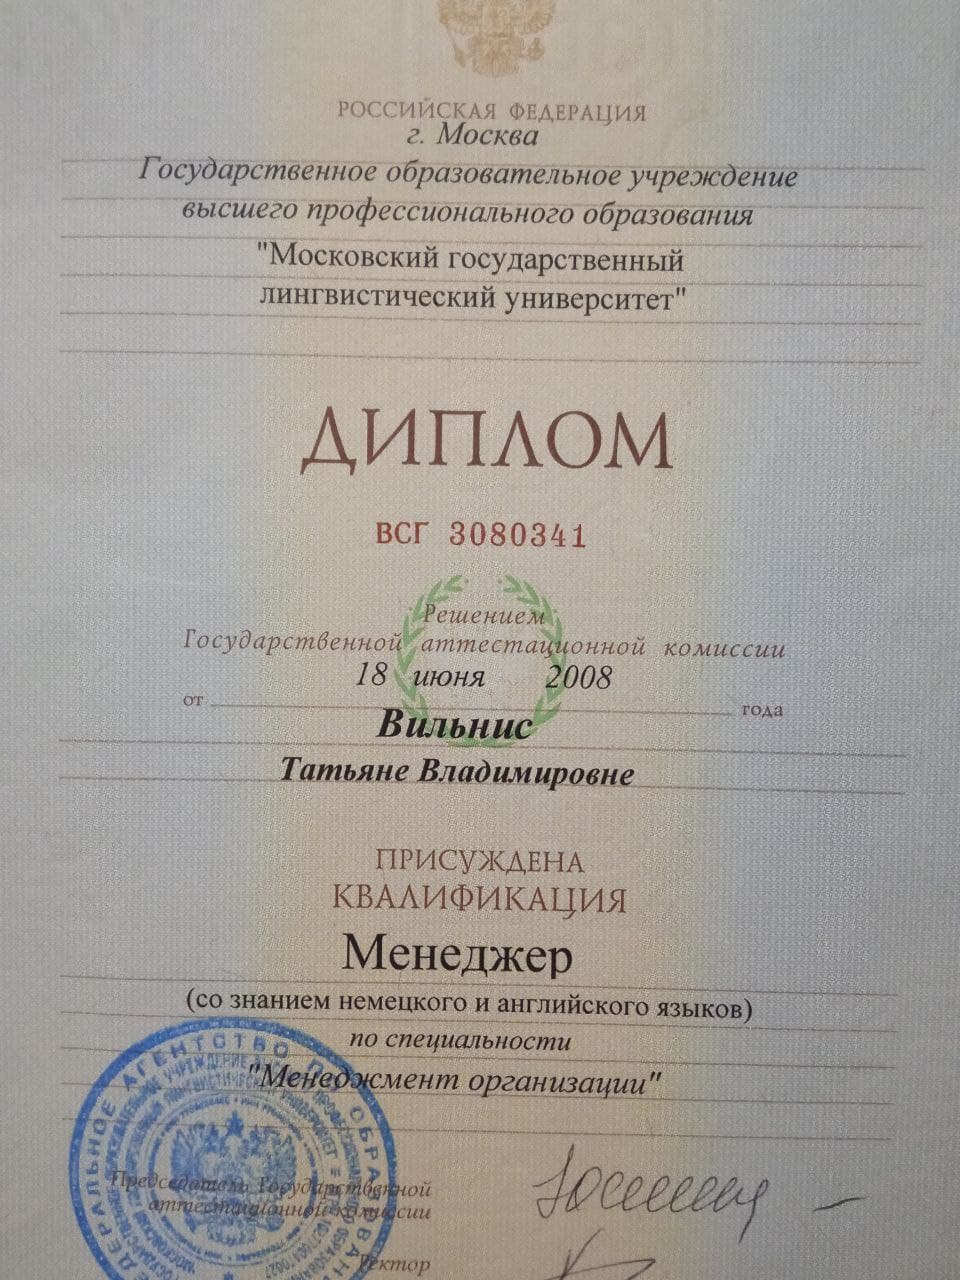 РОССИЙСКАЯ ФЕДЕРАЦИЯ
г. Москва
Государственное образовательное учреждение
высшего профессионального образования
"Московский государственный
лингвистический университет"
ДИПЛОМ
ВСГ 3080341
Решением
Государственной аттестационной комиссии
от 18 июня 2008 года
Вильнис
Татьяне Владимировне
ПРИСУЖДЕНА
КВАЛИФИКАЦИЯ
Менеджер
(со знанием немецкого и английского языков)
по специальности
"Менеджмент организации"
Председатель Государственной
аттестационной комиссии
Ректор